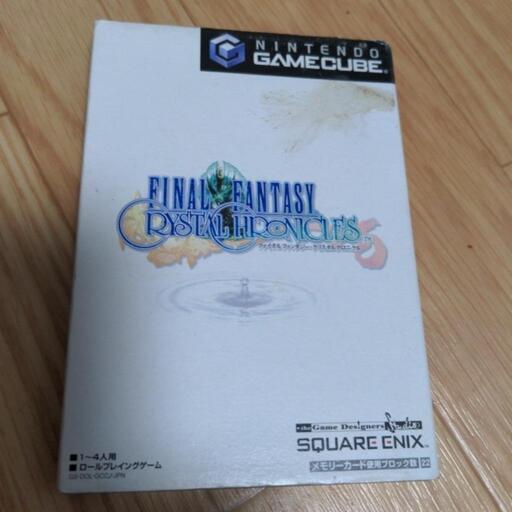 NINTENDO
GAMECUBE
FINAL FANTASY
CRYSTAL CHRONICLES
TM
ファイナルファンタジー・クリスタルクロニクル
the Game Designers Studio
SQUARE ENIX
■1〜4人用
■ロールプレイングゲーム
メモリーカード使用ブロック数 22